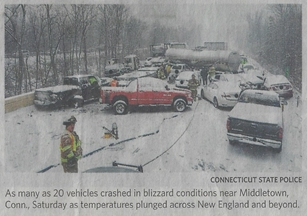 CONNECTICUT STATE POLICE
As many as 20 vehicles crashed in blizzard conditions near Middletown,
Conn., Saturday as temperatures plunged across New England and beyond.